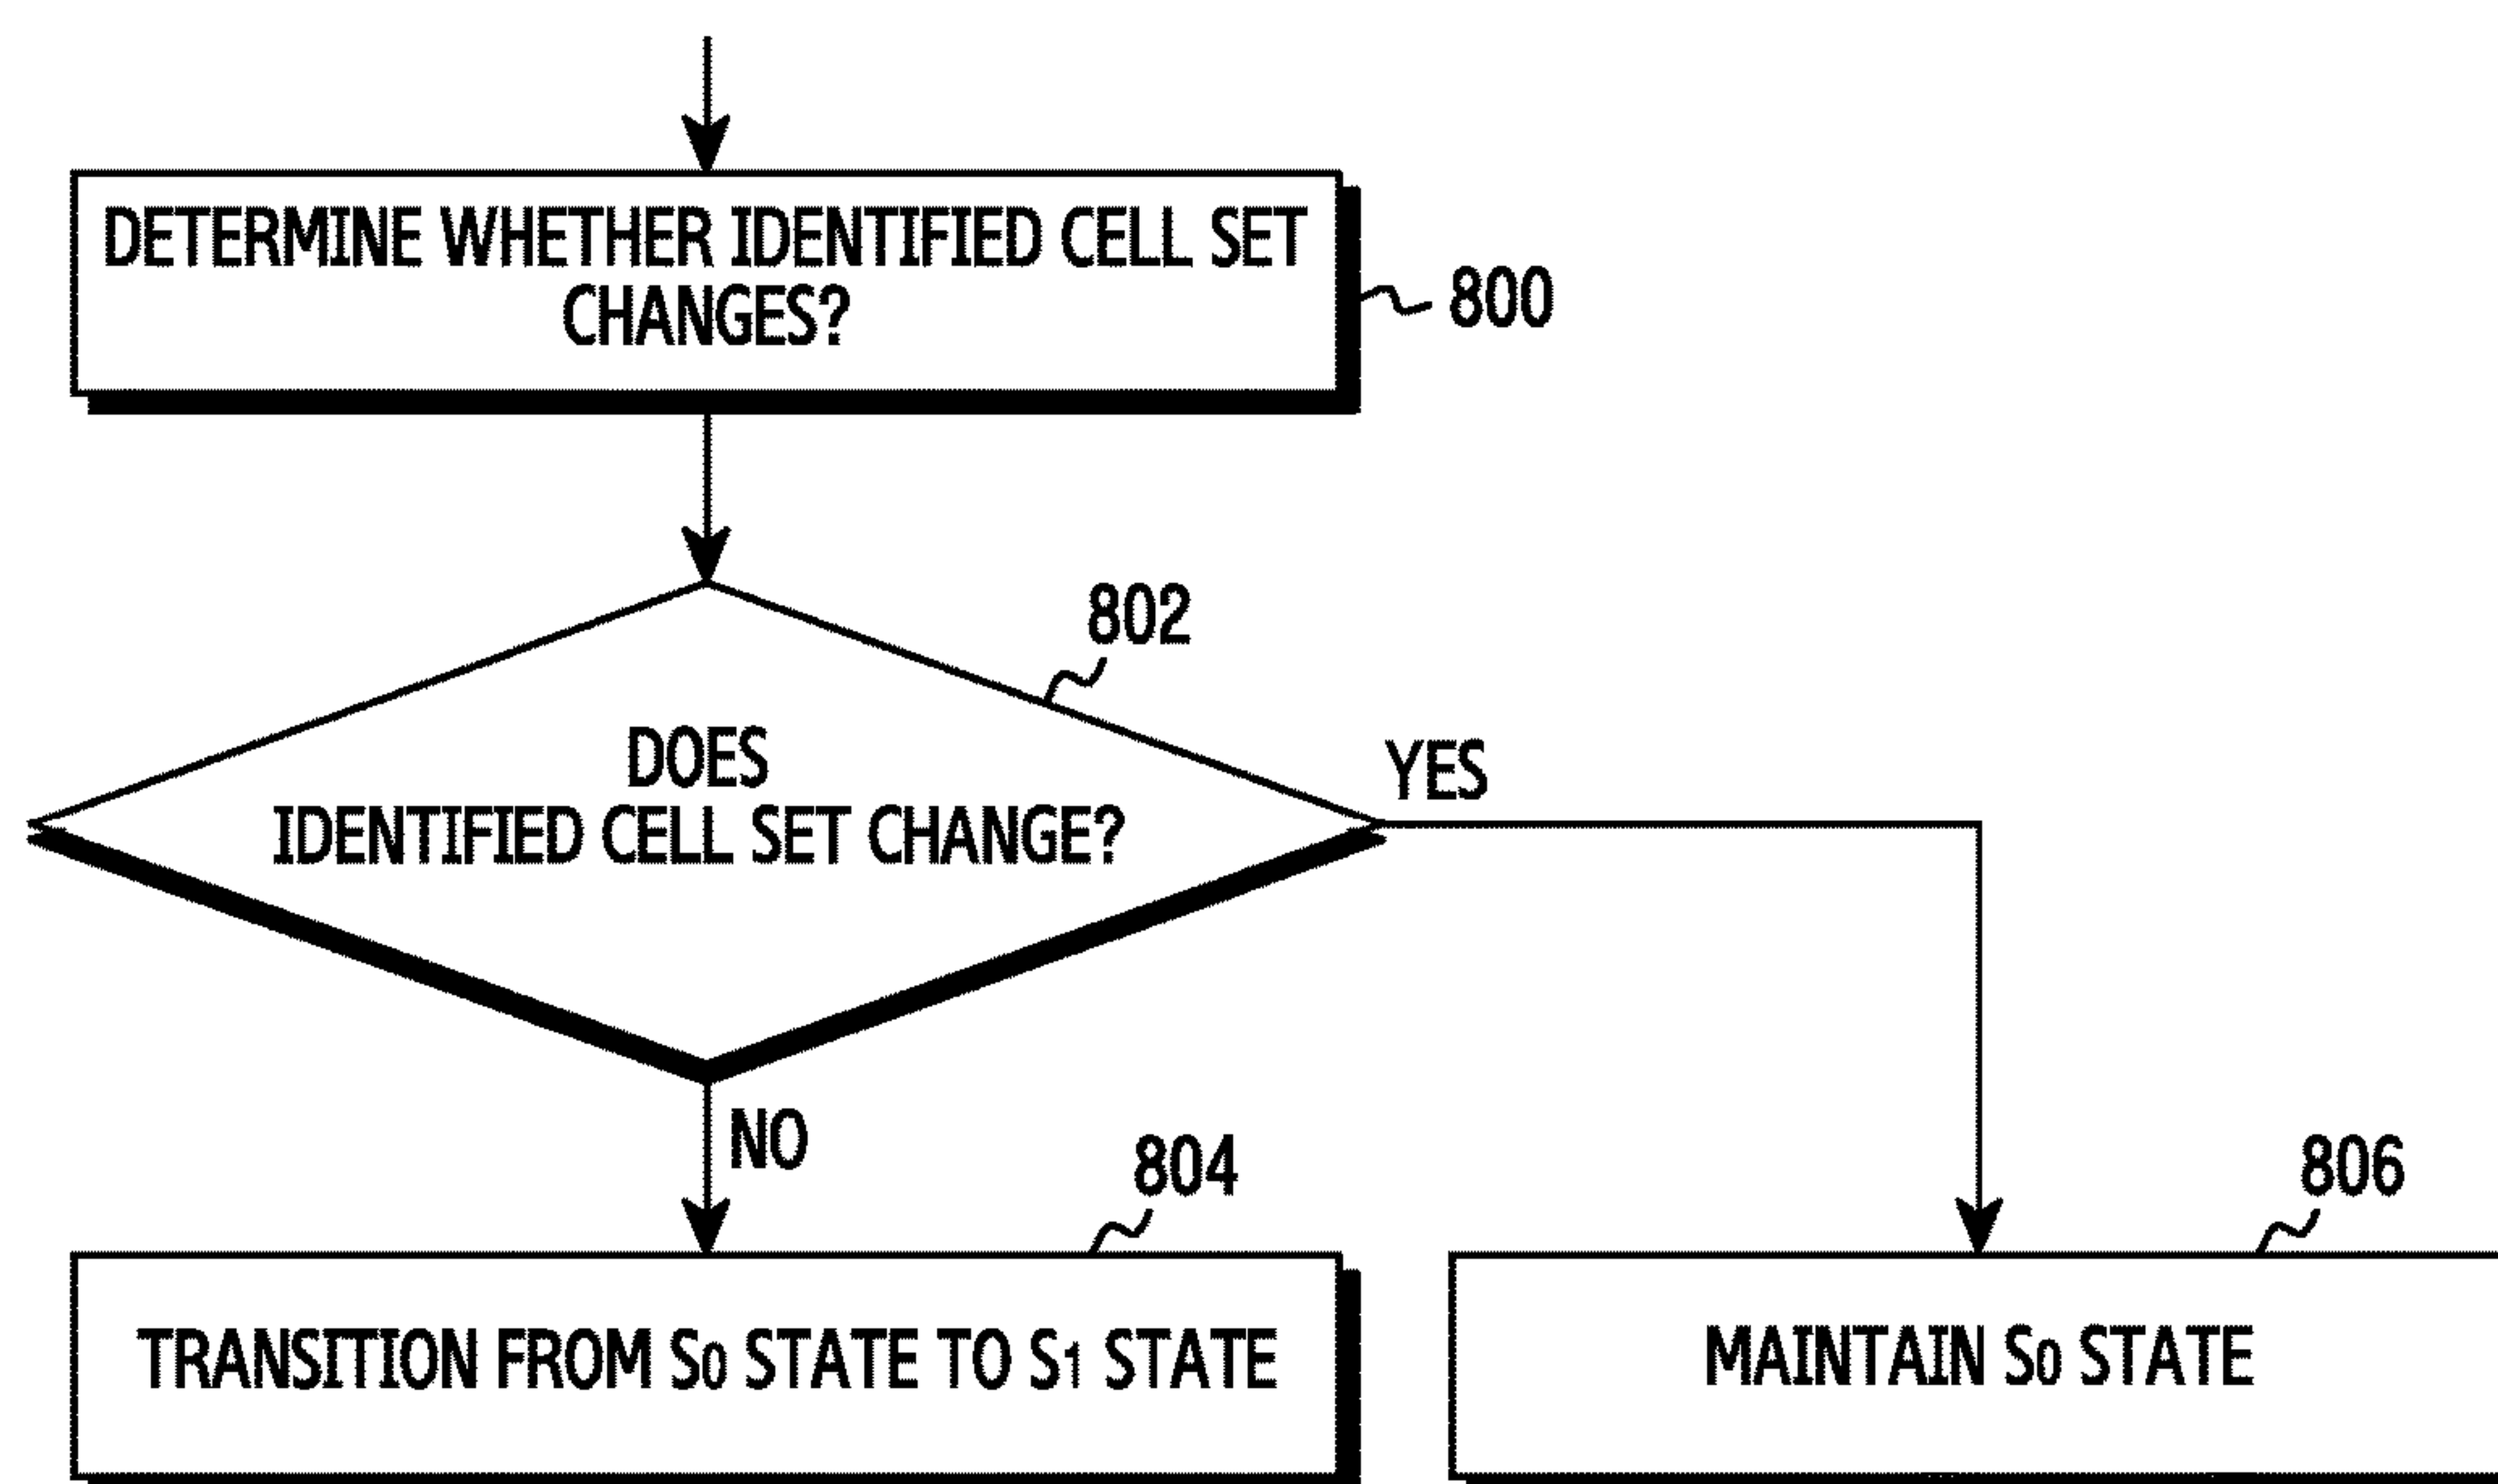 DETERMINE WHETHER IDENTIFIED CELL SET
CHANGES?
800
802
DOES
IDENTIFIED CELL SET CHANGE?
YES
NO
804
806
TRANSITION FROM S0 STATE TO S1 STATE
MAINTAIN S0 STATE